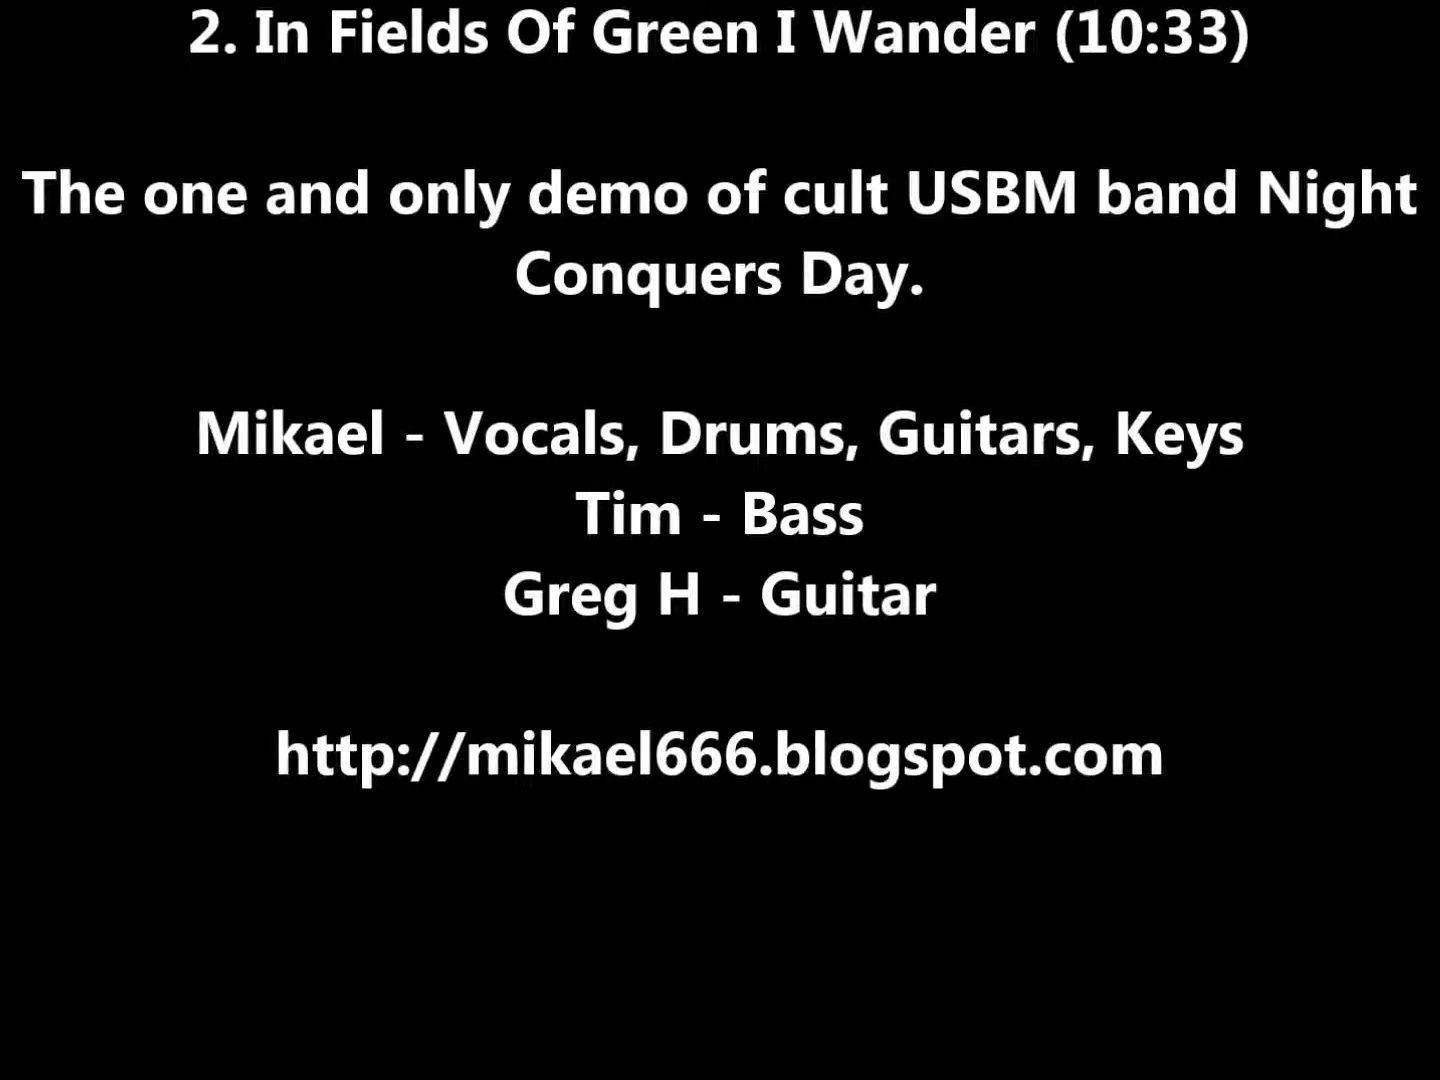 2. In Fields Of Green I Wander (10:33)
The one and only demo of cult USBM band Night
Conquers Day.
Mikael - Vocals, Drums, Guitars, Keys
Tim - Bass
Greg H - Guitar
http://mikael666.blogspot.com